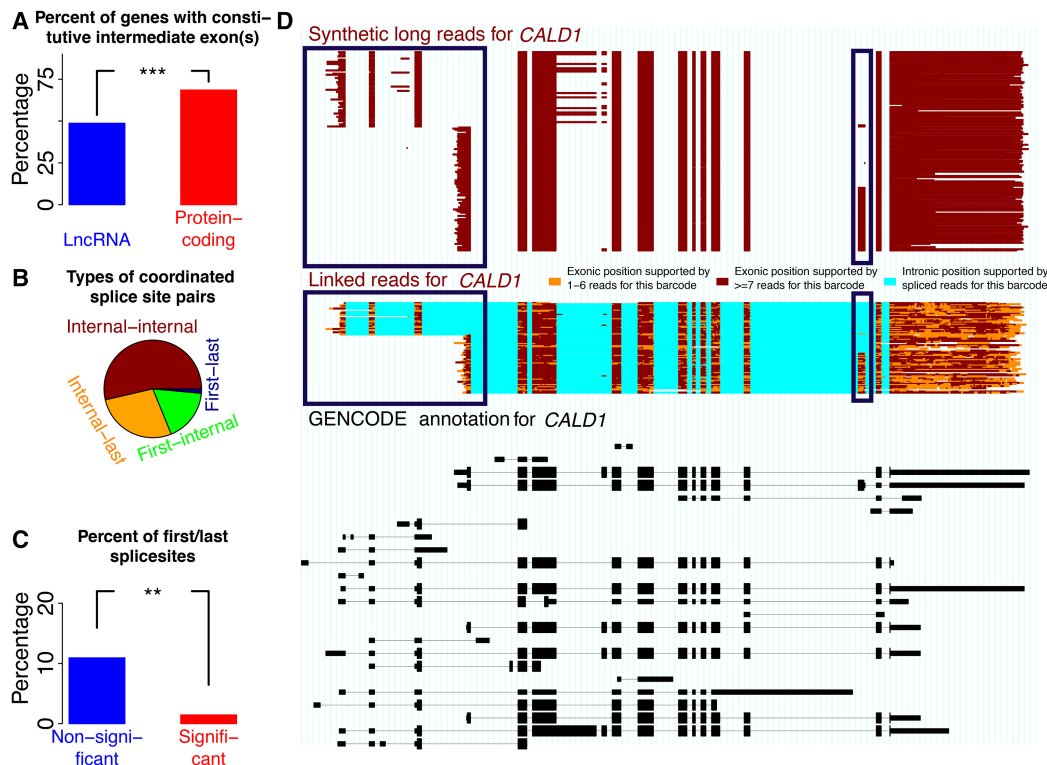 A
Percent of genes with consti–
tutive intermediate exon(s)
Percentage
75
25
0
***
LncRNA
Protein–
coding
B
Types of coordinated
splice site pairs
Internal–internal
First–last
Internal–last
First–internal
C
Percent of first/last
splicesites
Percentage
20
10
0
**
Non–signi–
ficant
Signifi–
cant
D
Synthetic long reads for CALD1
Linked reads for CALD1
Exonic position supported by
1–6 reads for this barcode
Exonic position supported by
>=7 reads for this barcode
Intronic position supported by
spliced reads for this barcode
GENCODE annotation for CALD1